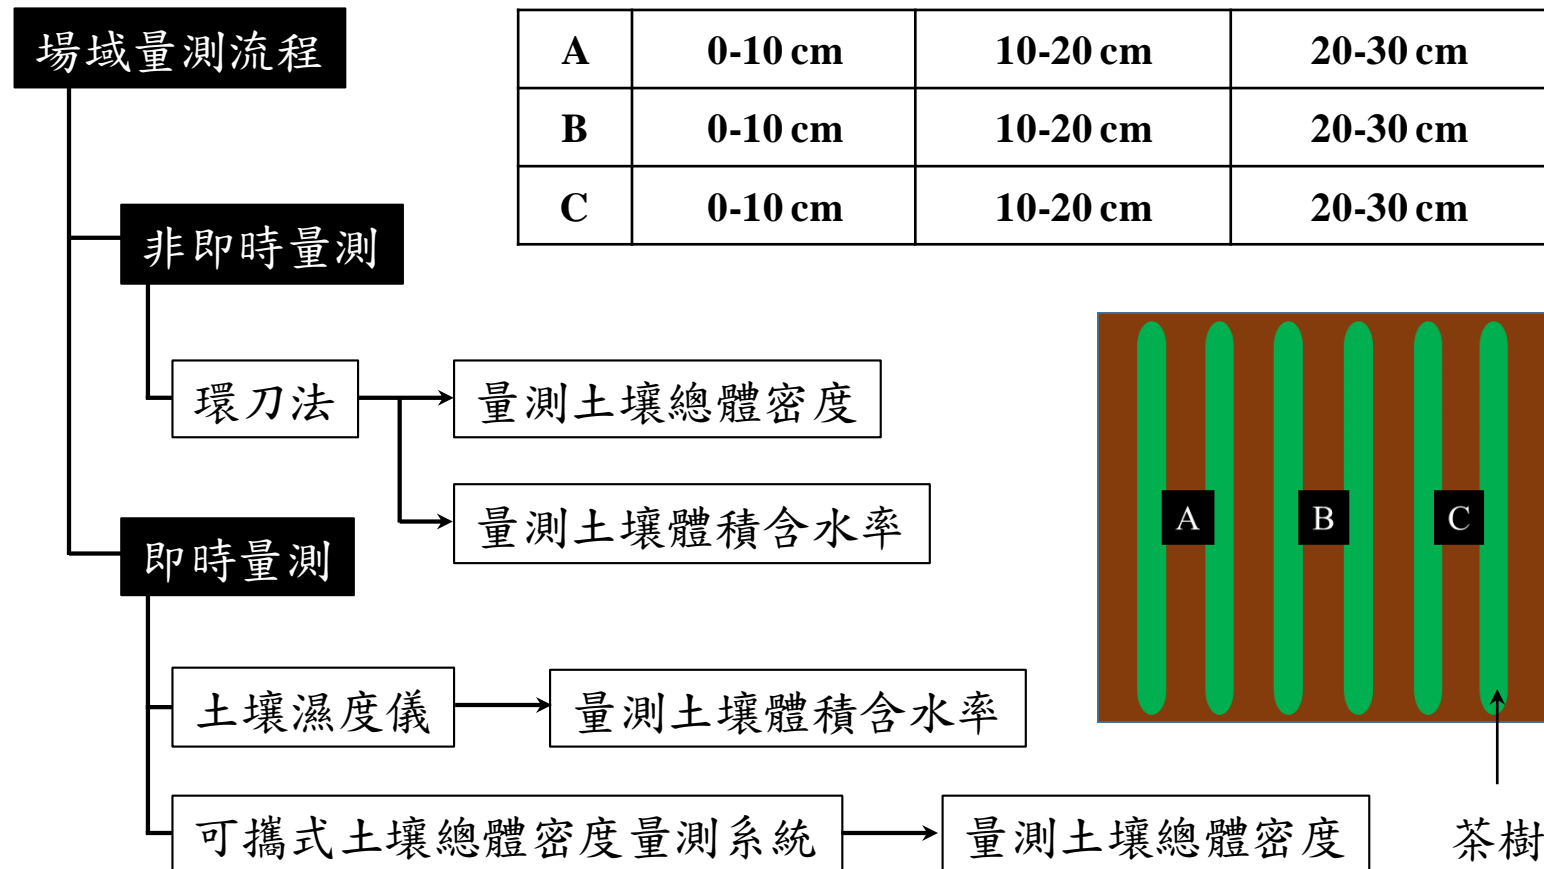 場域量測流程
A 0-10 cm 10-20 cm 20-30 cm
B 0-10 cm 10-20 cm 20-30 cm
C 0-10 cm 10-20 cm 20-30 cm
非即時量測
環刀法
量測土壤總體密度
量測土壤體積含水率
即時量測
土壤濕度儀
量測土壤體積含水率
可攜式土壤總體密度量測系統
量測土壤總體密度
A
B
C
茶樹